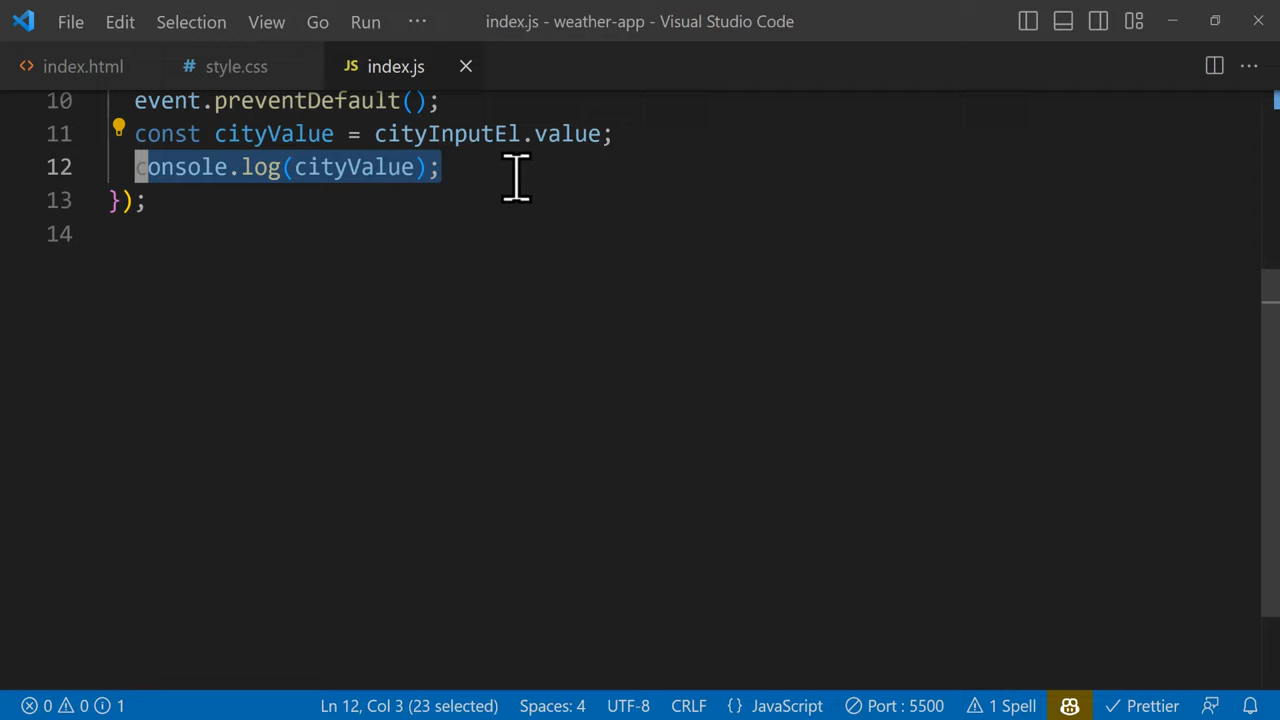 File Edit Selection View Go Run ··· index.js - weather-app - Visual Studio Code
<> index.html # style.css JS index.js
10 event.preventDefault();
11 const cityValue = cityInputEl.value;
12 console.log(cityValue);
13 });
14
0 0 1 Ln 12, Col 3 (23 selected) Spaces: 4 UTF-8 CRLF {} JavaScript Port : 5500 1 Spell Prettier